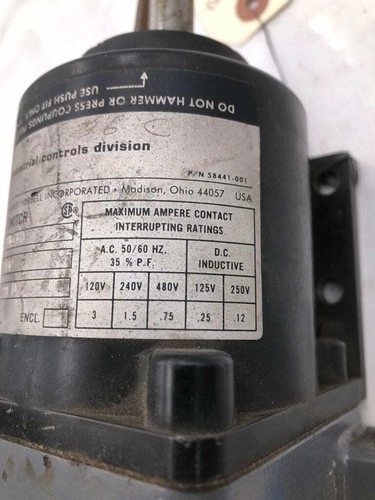 DO NOT HAMMER OR PRESS COUPLINGS
USE PUSH FIT ONLY
controls division
P/N 58441-001
INCORPORATED • Madison, Ohio 44057 USA
MAXIMUM AMPERE CONTACT
INTERRUPTING RATINGS
A.C. 50/60 HZ.
35 % P.F.
D.C.
INDUCTIVE
120V 240V 480V 125V 250V
ENCL. 3 1.5 .75 .25 .12